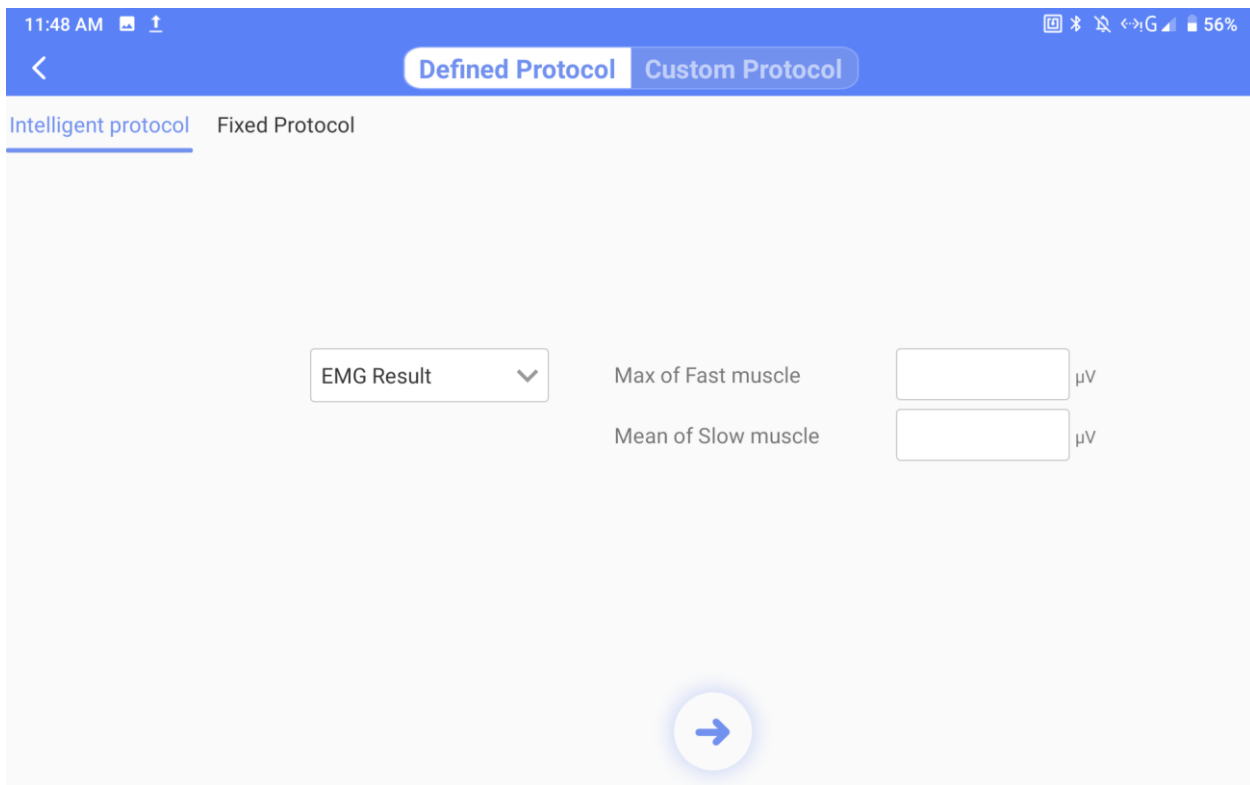 11:48 AM G 56%
Defined Protocol Custom Protocol
Intelligent protocol Fixed Protocol
EMG Result Max of Fast muscle µV
Mean of Slow muscle µV